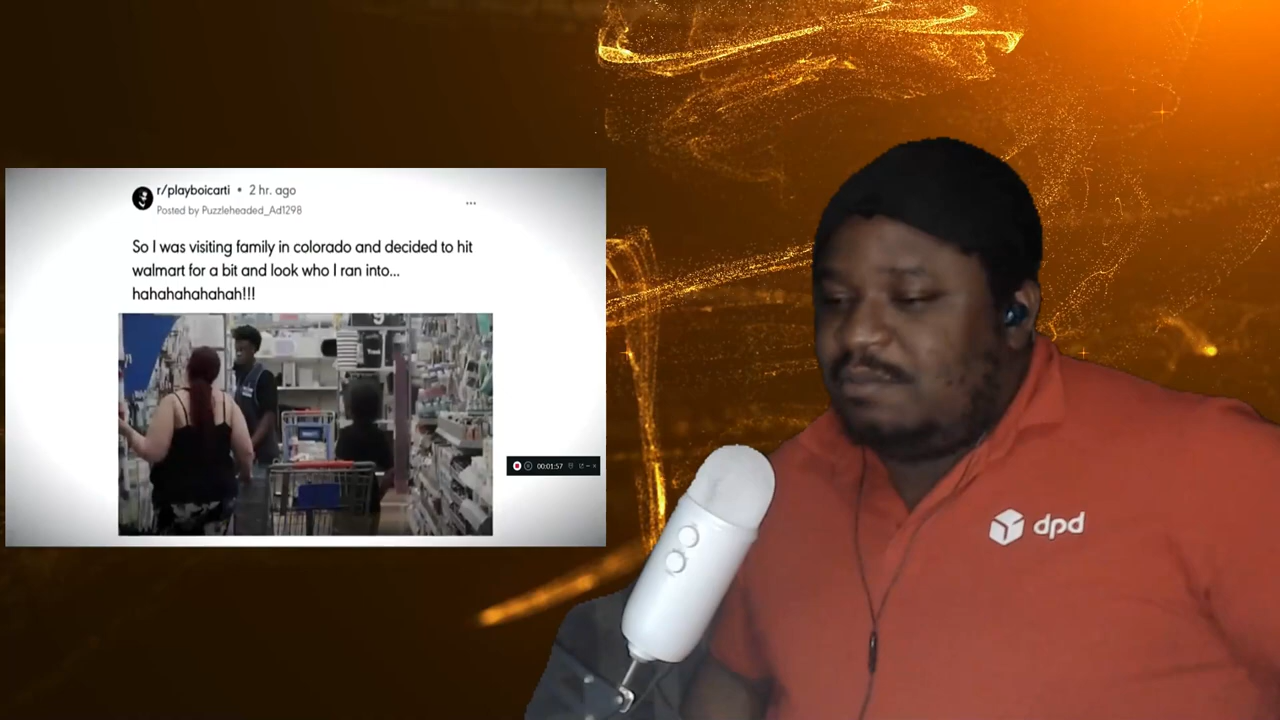 r/playboicarti • 2 hr. ago
Posted by Puzzleheaded_Ad1298
...
So I was visiting family in colorado and decided to hit
walmart for a bit and look who I ran into...
hahahahahahah!!!
00:01:57
dpd